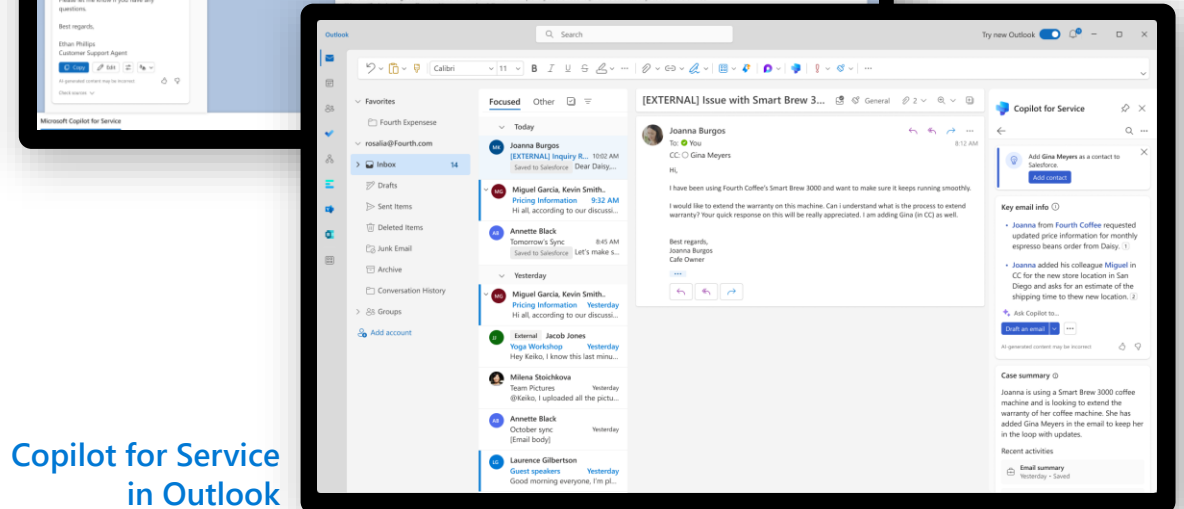 Please let me know if you have any
questions.
Best regards,
Ethan Phillips
Customer Support Agent
Copy
Edit
AI-generated content may be incorrect
Check sources
Microsoft Copilot for Service
Copilot for Service
in Outlook
Outlook
Search
Try new Outlook
Calibri
11
B I U
Favorites
Fourth Expensese
rosalia@Fourth.com
Inbox 14
Drafts
Sent Items
Deleted Items
Junk Email
Archive
Conversation History
Groups
Add account
Focused Other
Today
MK
Joanna Burgos
[EXTERNAL] Inquiry R... 10:02 AM
Saved to Salesforce Dear Daisy,...
MG
Miguel Garcia, Kevin Smith..
Pricing Information 9:32 AM
Hi all, according to our discussi...
AB
Annette Black
Tomorrow's Sync 8:45 AM
Saved to Salesforce Let's make s...
Yesterday
MG
Miguel Garcia, Kevin Smith..
Pricing Information Yesterday
Hi all, according to our discussi...
External Jacob Jones
Yoga Workshop Yesterday
Hey Keiko, I know this last minu...
Milena Stoichkova
Team Pictures Yesterday
@Keiko, I uploaded all the pictu...
AB
Annette Black
October sync Yesterday
[Email body]
LG
Laurence Gilbertson
Guest speakers Yesterday
Good morning everyone, I'm pl...
[EXTERNAL] Issue with Smart Brew 3... General 2
Joanna Burgos
To: You
8:12 AM
CC: Gina Meyers
Hi,
I have been using Fourth Coffee's Smart Brew 3000 and want to make sure it keeps running smoothly.
I would like to extend the warranty on this machine. Can i understand what is the process to extend
warranty? Your quick response on this will be really appreciated. I am adding Gina (in CC) as well.
Best regards,
Joanna Burgos
Cafe Owner
Copilot for Service
Add Gina Meyers as a contact to
Salesforce.
Add contact
Key email info
• Joanna from Fourth Coffee requested
updated price information for monthly
espresso beans order from Daisy. 1
• Joanna added his colleague Miguel in
CC for the new store location in San
Diego and asks for an estimate of the
shipping time to thew new location. 2
Ask Copilot to...
Draft an email
AI-generated content may be incorrect
Case summary
Joanna is using a Smart Brew 3000 coffee
machine and is looking to extend the
warranty of her coffee machine. She has
added Gina Meyers in the email to keep her
in the loop with updates.
Recent activities
Email summary
Yesterday • Saved